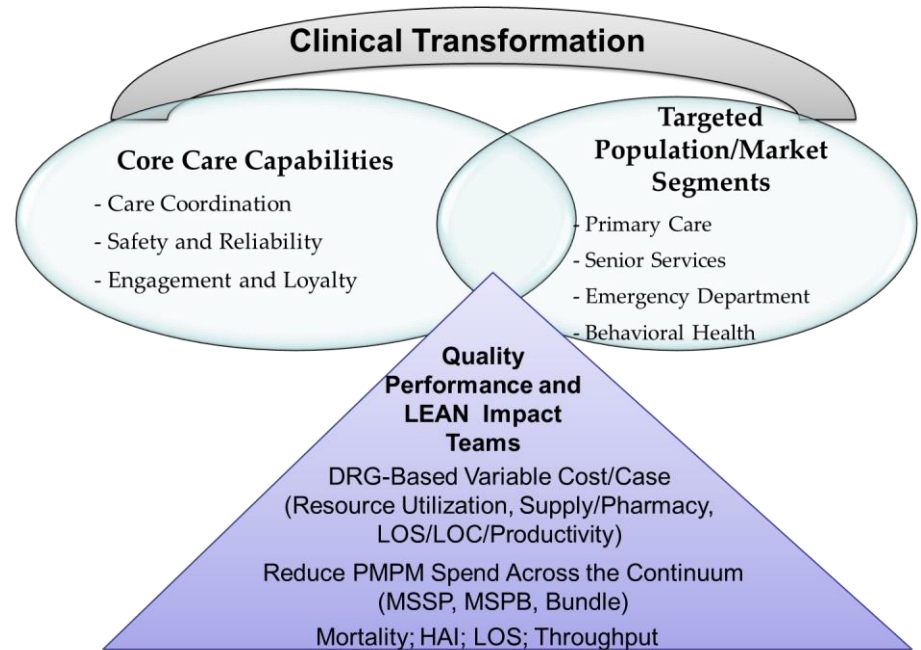 Clinical Transformation
Core Care Capabilities
- Care Coordination
- Safety and Reliability
- Engagement and Loyalty
Targeted
Population/Market
Segments
- Primary Care
- Senior Services
- Emergency Department
- Behavioral Health
Quality
Performance and
LEAN Impact
Teams
DRG-Based Variable Cost/Case
(Resource Utilization, Supply/Pharmacy,
LOS/LOC/Productivity)
Reduce PMPM Spend Across the Continuum
(MSSP, MSPB, Bundle)
Mortality; HAI; LOS; Throughput